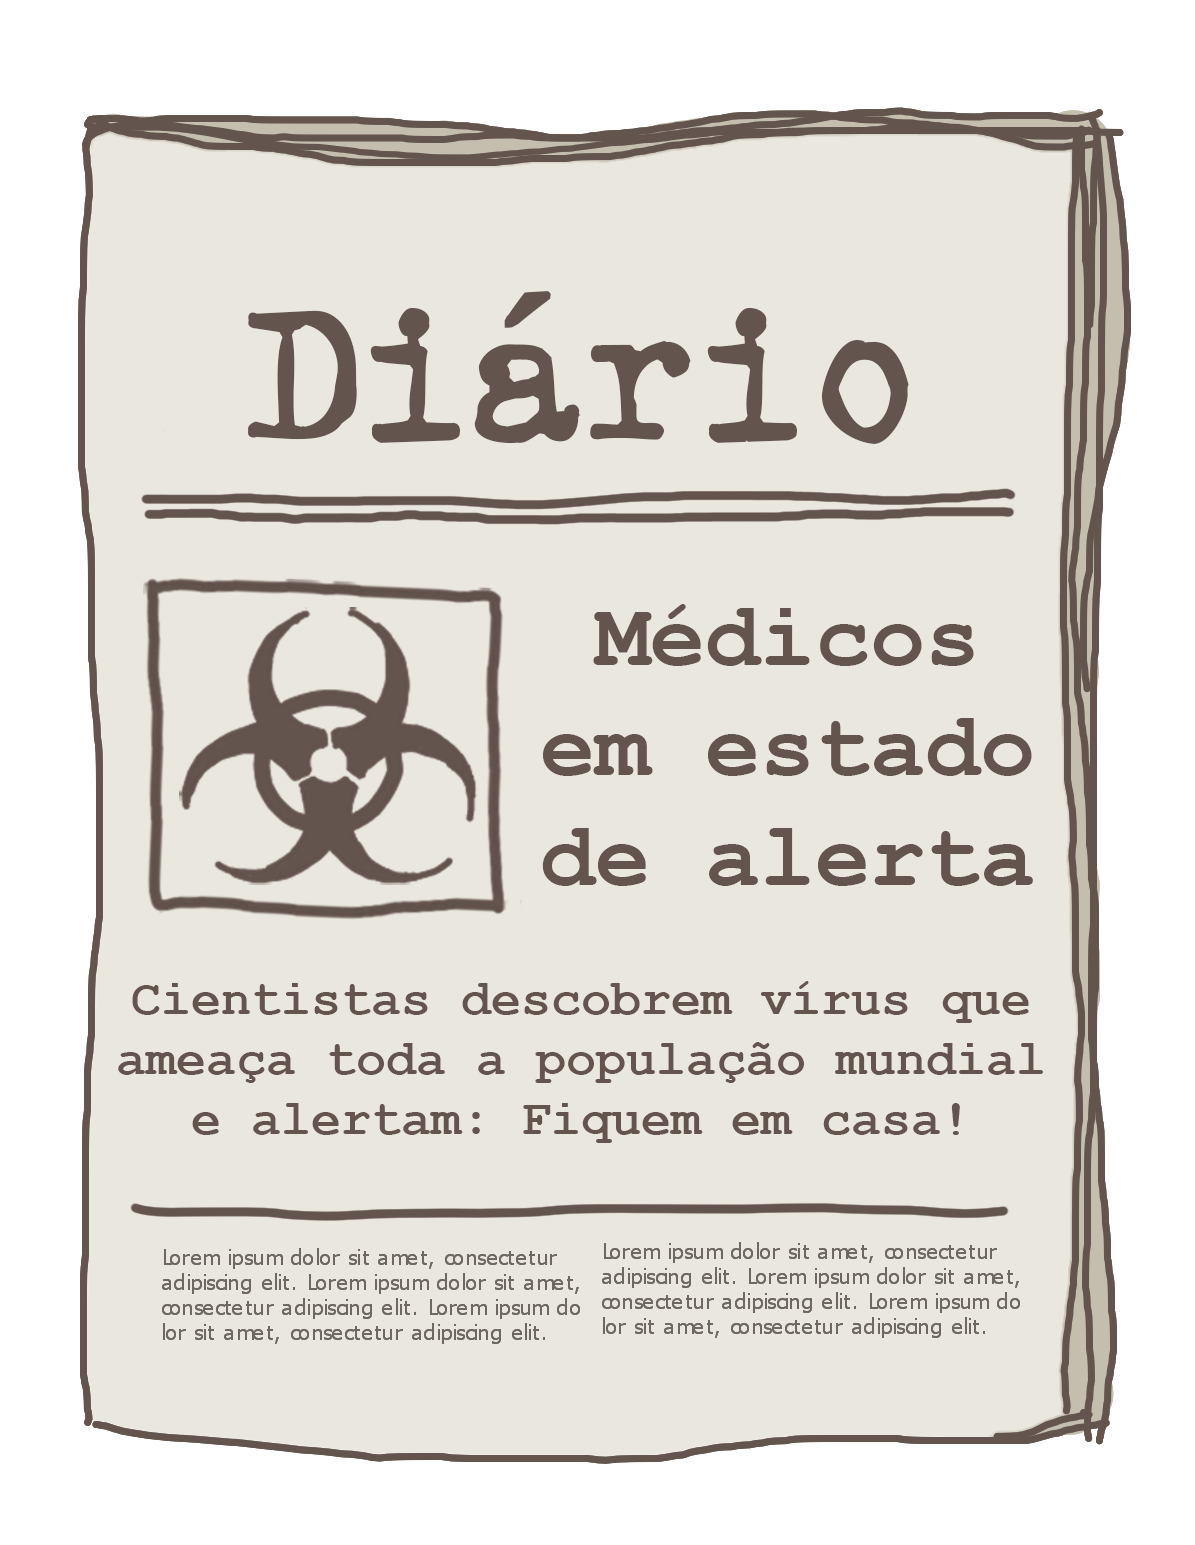 Diário
Médicos
em estado
de alerta
Cientistas descobrem vírus que
ameaça toda a população mundial
e alertam: Fiquem em casa!
Lorem ipsum dolor sit amet, consectetur
adipiscing elit. Lorem ipsum dolor sit amet,
consectetur adipiscing elit. Lorem ipsum do
lor sit amet, consectetur adipiscing elit.
Lorem ipsum dolor sit amet, consectetur
adipiscing elit. Lorem ipsum dolor sit amet,
consectetur adipiscing elit. Lorem ipsum do
lor sit amet, consectetur adipiscing elit.